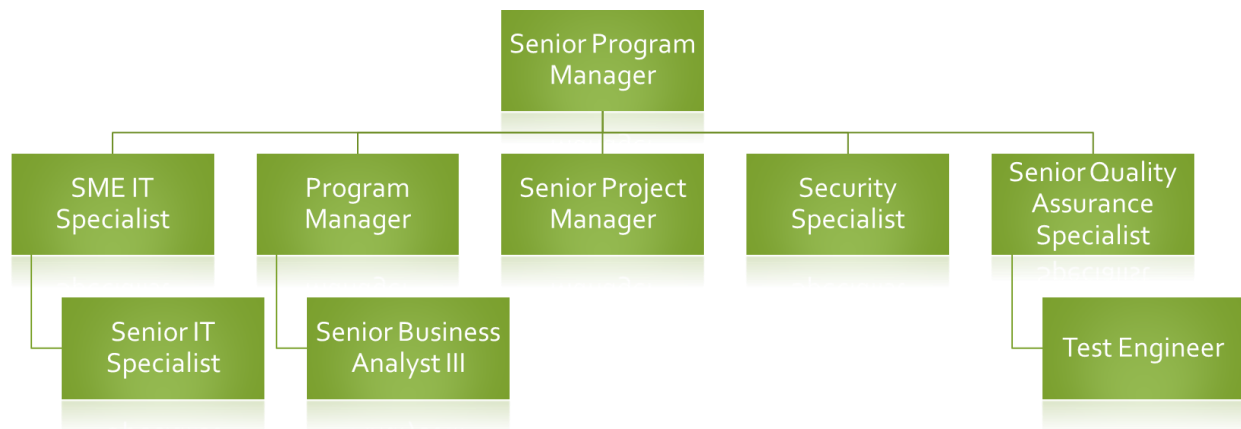 Senior Program
Manager
SME IT
Specialist
Program
Manager
Senior Project
Manager
Security
Specialist
Senior Quality
Assurance
Specialist
Senior IT
Specialist
Senior Business
Analyst III
Test Engineer